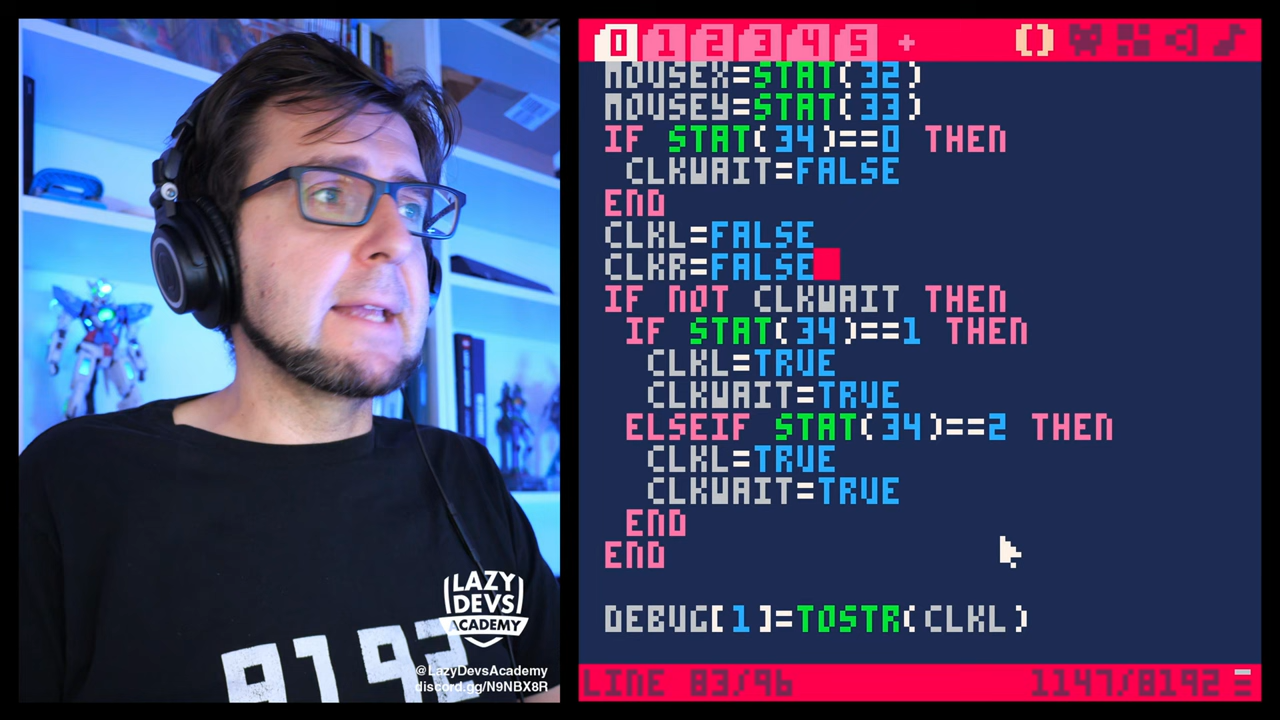 0 1 2 3 4 5 +
MOUSEX=STAT(32)
MOUSEY=STAT(33)
IF STAT(34)==0 THEN
CLKWAIT=FALSE
END
CLKL=FALSE
CLKR=FALSE
IF NOT CLKWAIT THEN
IF STAT(34)==1 THEN
CLKL=TRUE
CLKWAIT=TRUE
ELSEIF STAT(34)==2 THEN
CLKL=TRUE
CLKWAIT=TRUE
END
END
DEBUG[1]=TOSTR(CLKL)
LINE 83/96
1147/8192
8192
LAZY
DEVS
ACADEMY
@LazyDevsAcademy
discord.gg/N9NBX8R